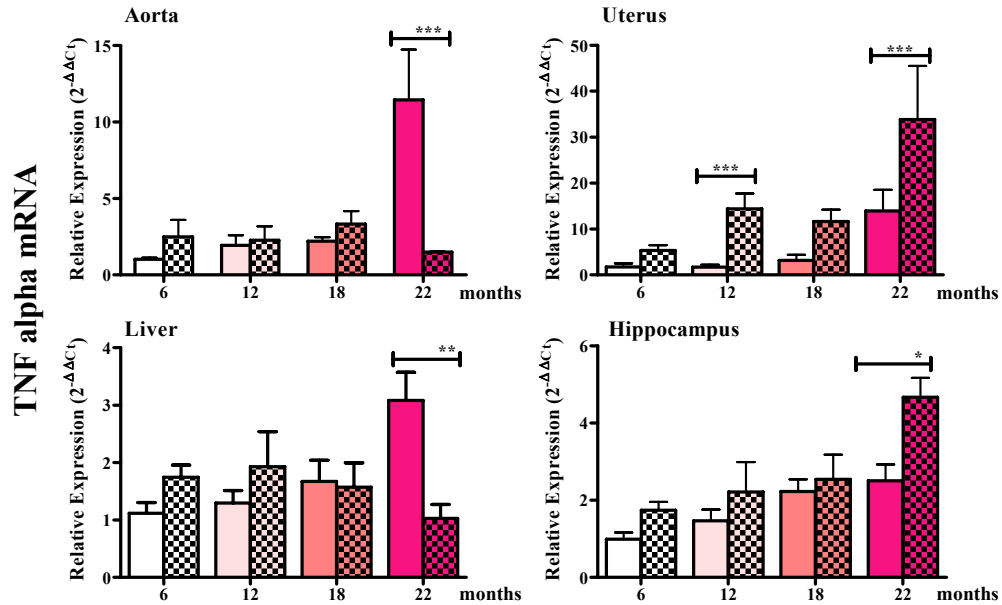 TNF alpha mRNA
Aorta
***
Relative Expression (2-ΔΔCt)
15
10
5
0
6 12 18 22 months
Uterus
***
***
Relative Expression (2-ΔΔCt)
50
40
30
20
10
0
6 12 18 22 months
Liver
**
Relative Expression (2-ΔΔCt)
4
3
2
1
0
6 12 18 22 months
Hippocampus
*
Relative Expression (2-ΔΔCt)
6
4
2
0
6 12 18 22 months